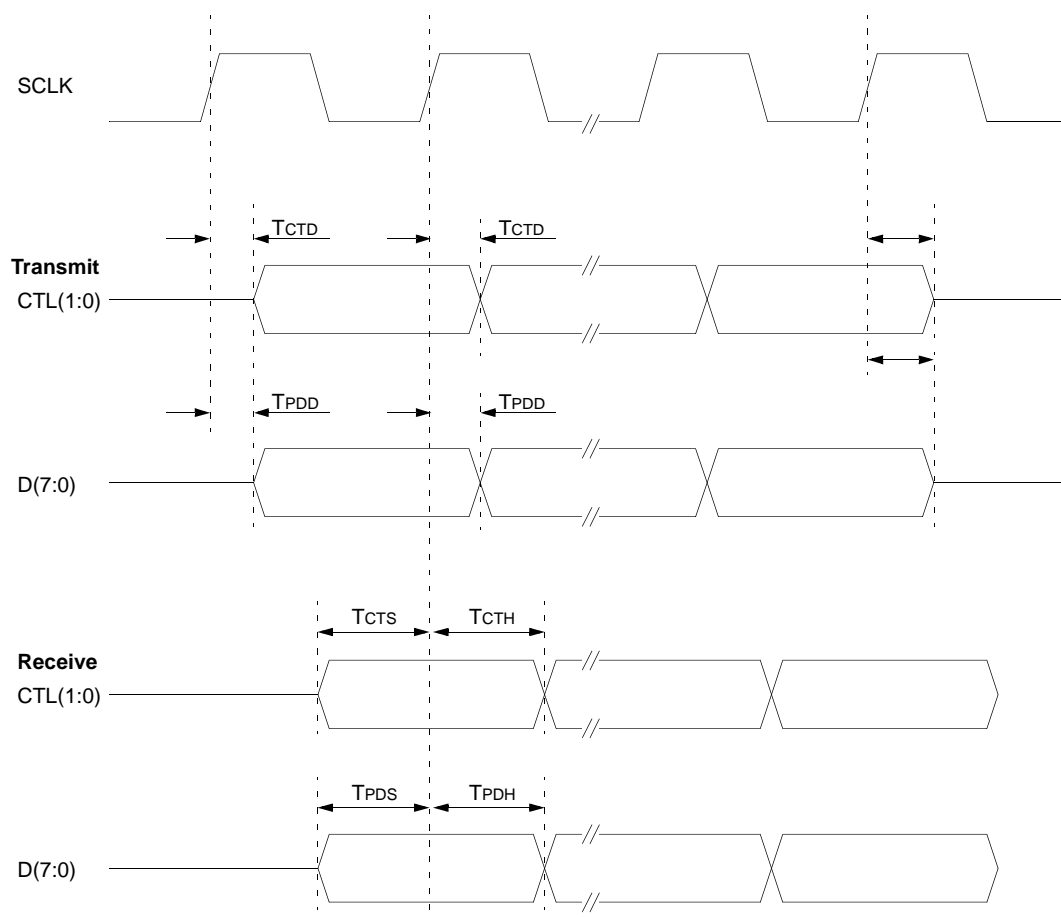 SCLK
TCTD TCTD
Transmit
CTL(1:0)
TPDD TPDD
D(7:0)
TCTS TCTH
Receive
CTL(1:0)
TPDS TPDH
D(7:0)